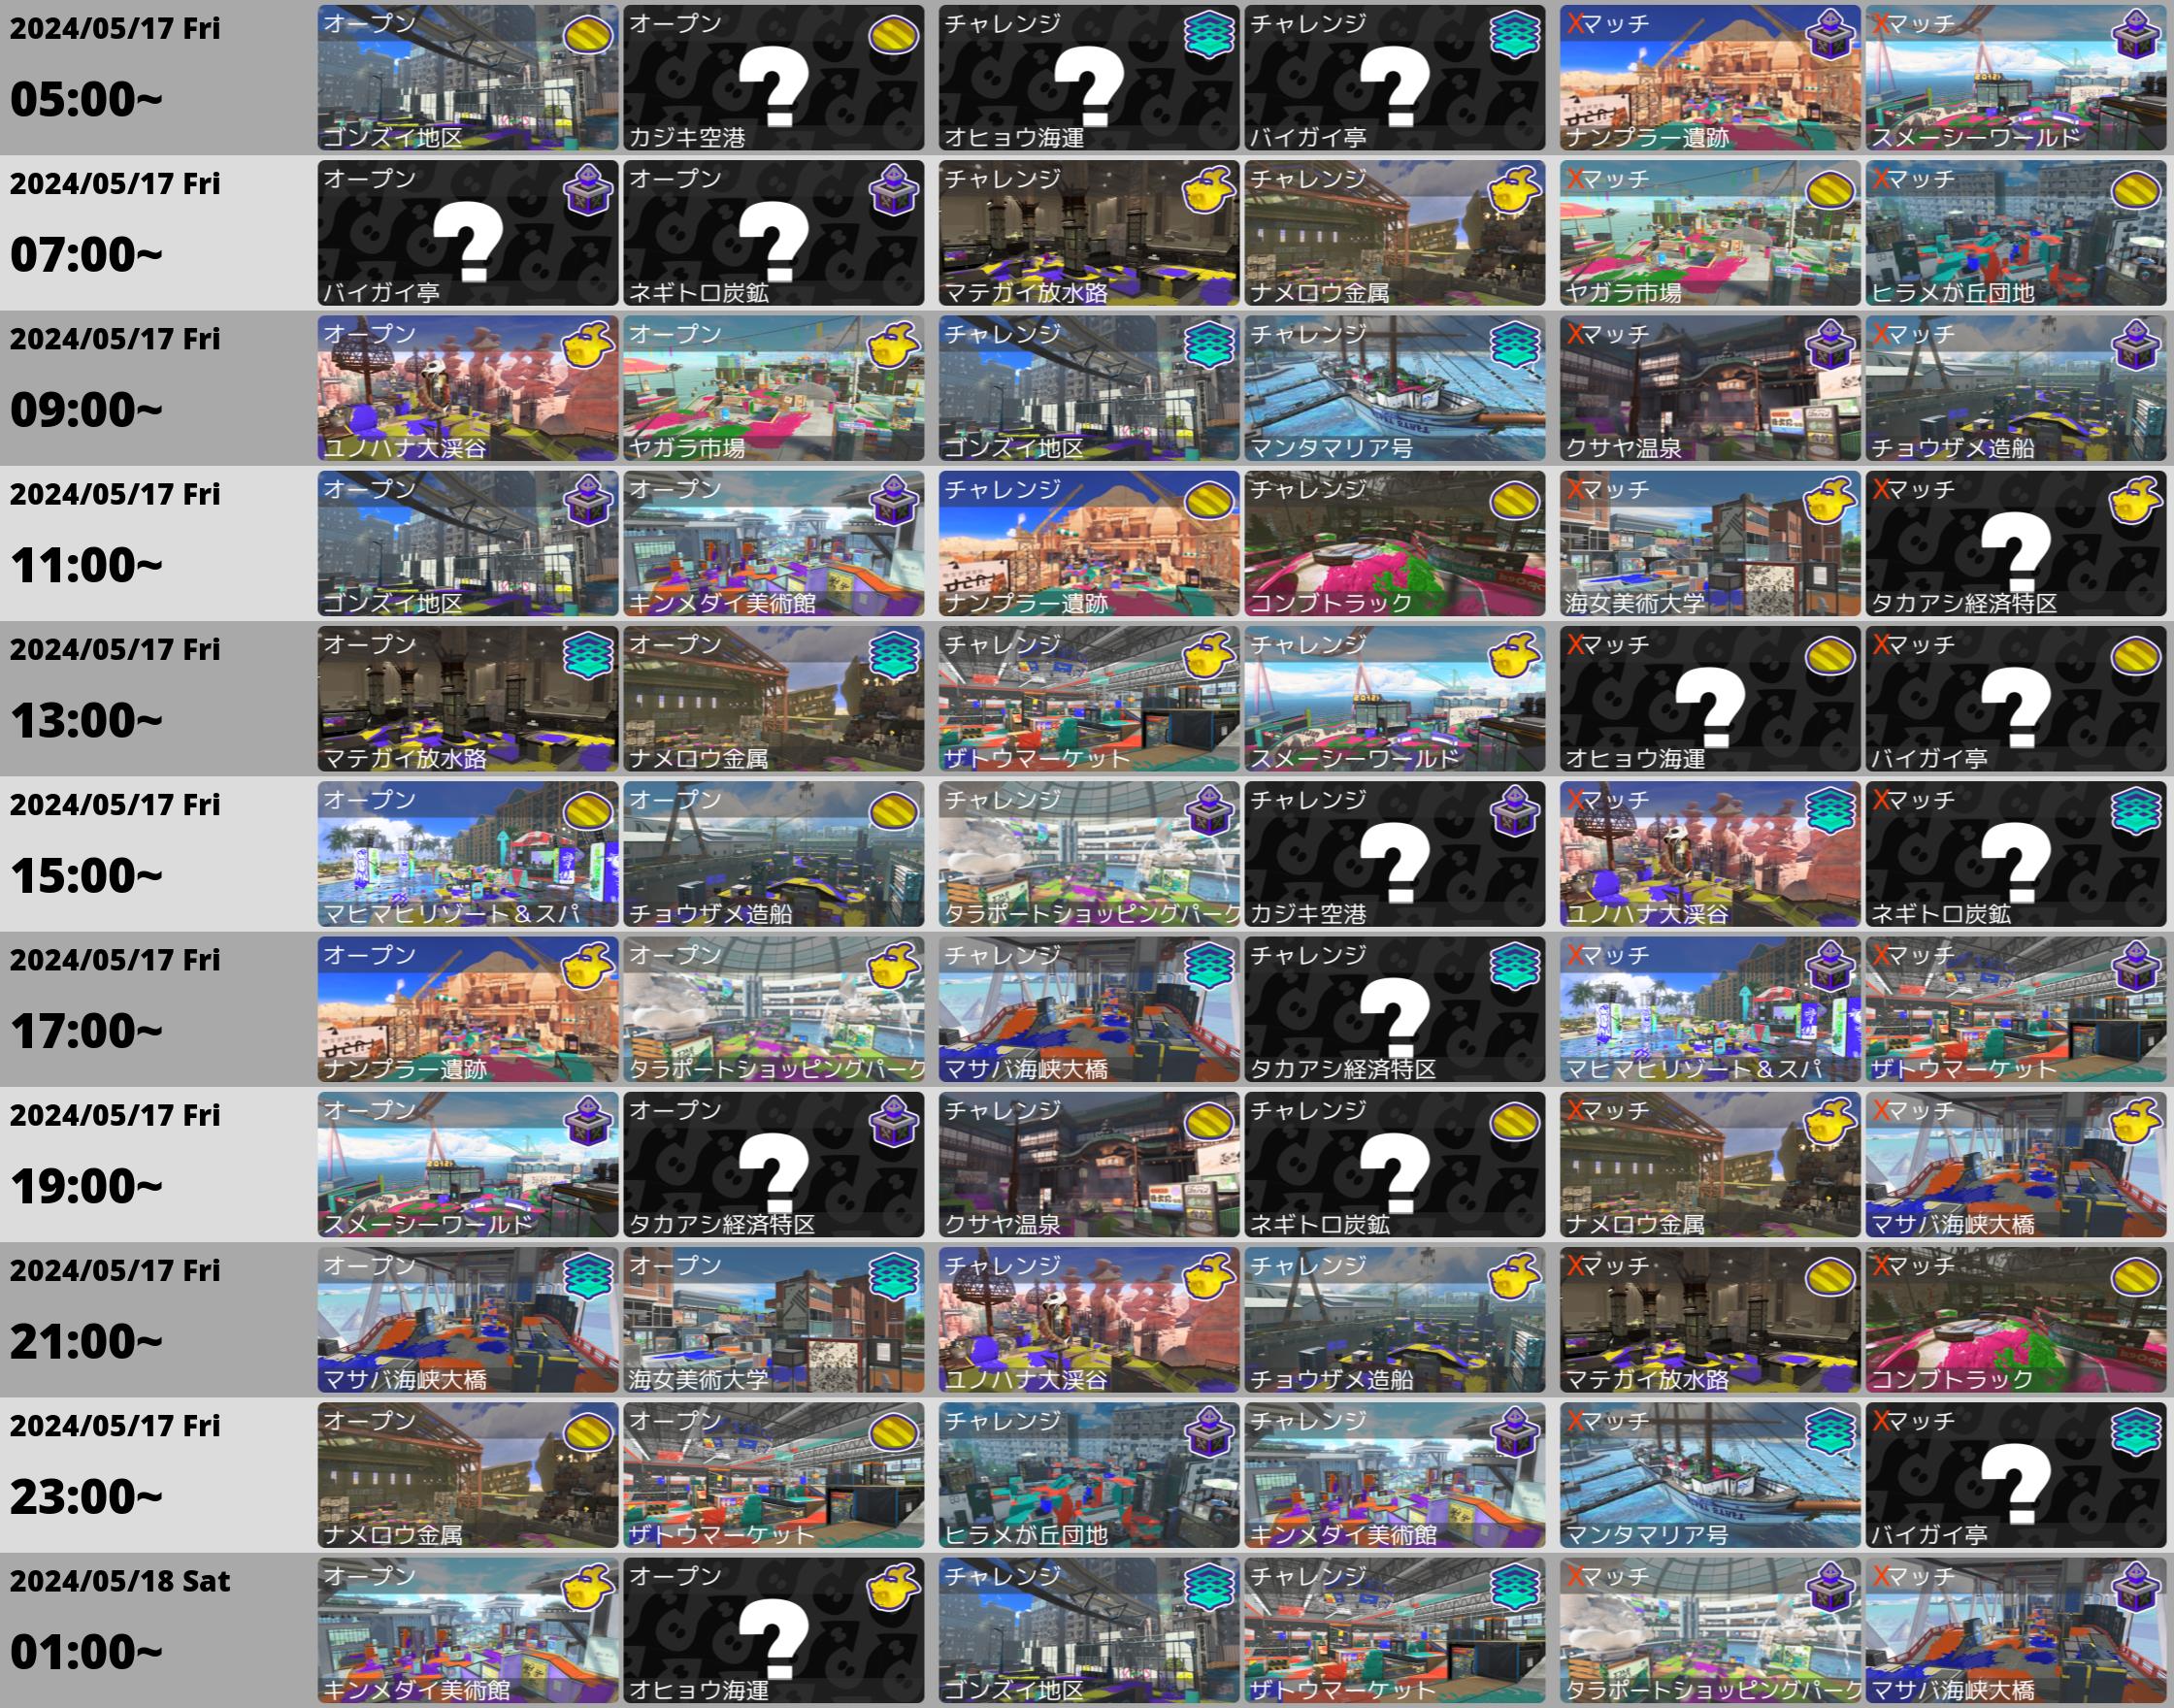 2024/05/17 Fri
05:00~
オープン
ゴンズイ地区
オープン
カジキ空港
チャレンジ
オヒョウ海運
チャレンジ
バイガイ亭
Xマッチ
ナンプラー遺跡
Xマッチ
スメーシーワールド
2024/05/17 Fri
07:00~
オープン
バイガイ亭
オープン
ネギトロ炭鉱
チャレンジ
マテガイ放水路
チャレンジ
ナメロウ金属
Xマッチ
ヤガラ市場
Xマッチ
ヒラメが丘団地
2024/05/17 Fri
09:00~
オープン
ユノハナ大渓谷
オープン
ヤガラ市場
チャレンジ
ゴンズイ地区
チャレンジ
マンタマリア号
Xマッチ
クサヤ温泉
Xマッチ
チョウザメ造船
2024/05/17 Fri
11:00~
オープン
ゴンズイ地区
オープン
キンメダイ美術館
チャレンジ
ナンプラー遺跡
チャレンジ
コンブトラック
Xマッチ
海女美術大学
Xマッチ
タカアシ経済特区
2024/05/17 Fri
13:00~
オープン
マテガイ放水路
オープン
ナメロウ金属
チャレンジ
ザトウマーケット
チャレンジ
スメーシーワールド
Xマッチ
オヒョウ海運
Xマッチ
バイガイ亭
2024/05/17 Fri
15:00~
オープン
マヒマヒリゾート＆スパ
オープン
チョウザメ造船
チャレンジ
タラポートショッピングパーク
チャレンジ
カジキ空港
Xマッチ
ユノハナ大渓谷
Xマッチ
ネギトロ炭鉱
2024/05/17 Fri
17:00~
オープン
ナンプラー遺跡
オープン
タラポートショッピングパーク
チャレンジ
マサバ海峡大橋
チャレンジ
タカアシ経済特区
Xマッチ
マヒマヒリゾート＆スパ
Xマッチ
ザトウマーケット
2024/05/17 Fri
19:00~
オープン
スメーシーワールド
オープン
タカアシ経済特区
チャレンジ
クサヤ温泉
チャレンジ
ネギトロ炭鉱
Xマッチ
ナメロウ金属
Xマッチ
マサバ海峡大橋
2024/05/17 Fri
21:00~
オープン
マサバ海峡大橋
オープン
海女美術大学
チャレンジ
ユノハナ大渓谷
チャレンジ
チョウザメ造船
Xマッチ
マテガイ放水路
Xマッチ
コンブトラック
2024/05/17 Fri
23:00~
オープン
ナメロウ金属
オープン
ザトウマーケット
チャレンジ
ヒラメが丘団地
チャレンジ
キンメダイ美術館
Xマッチ
マンタマリア号
Xマッチ
バイガイ亭
2024/05/18 Sat
01:00~
オープン
キンメダイ美術館
オープン
オヒョウ海運
チャレンジ
ゴンズイ地区
チャレンジ
ザトウマーケット
Xマッチ
タラポートショッピングパーク
Xマッチ
マサバ海峡大橋